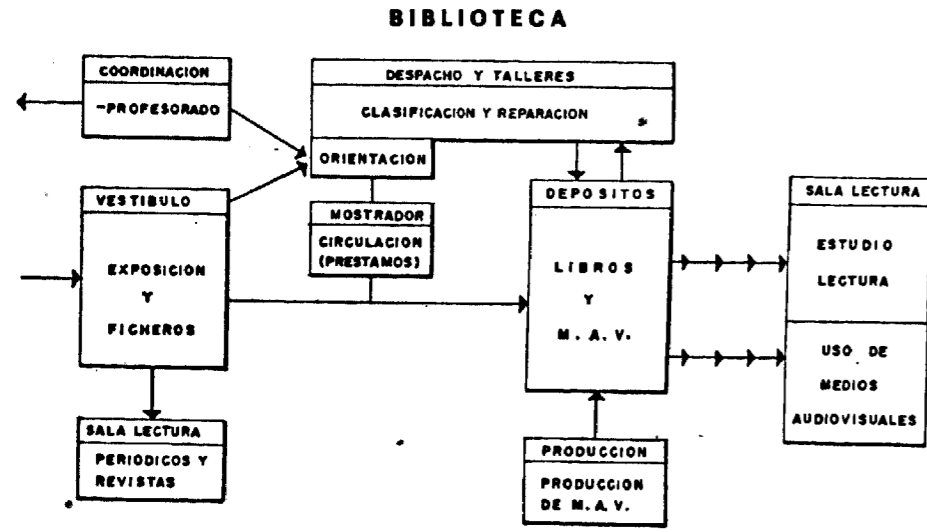 BIBLIOTECA
COORDINACION
-PROFESORADO
DESPACHO Y TALLERES
CLASIFICACION Y REPARACION
ORIENTACION
VESTIBULO
EXPOSICION
Y
FICHEROS
MOSTRADOR
CIRCULACION
(PRESTAMOS)
DEPOSITOS
LIBROS
Y
M. A. V.
SALA LECTURA
ESTUDIO
LECTURA
USO DE
MEDIOS
AUDIOVISUALES
SALA LECTURA
PERIODICOS Y
REVISTAS
PRODUCCION
PRODUCCION
DE M. A. V.